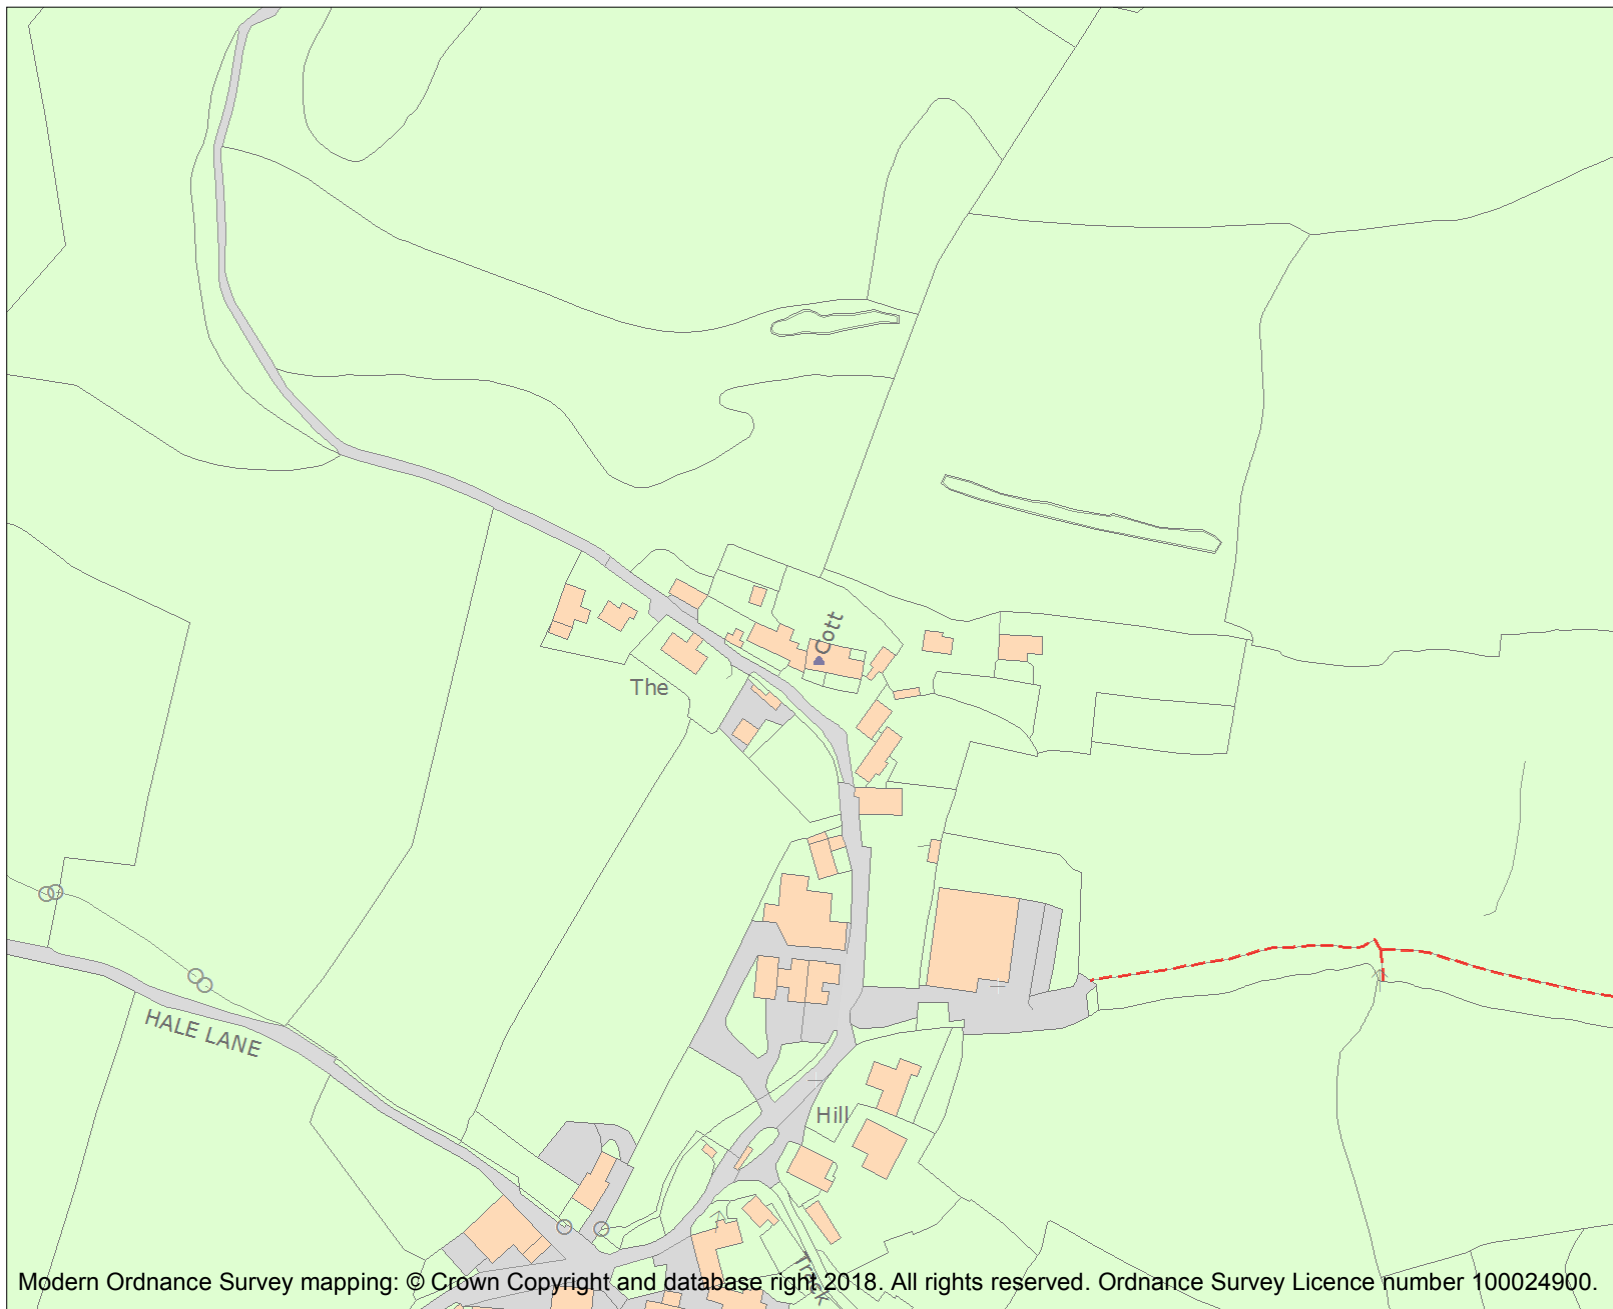 Cott
The
HALE LANE
Hill
Track
Modern Ordnance Survey mapping: © Crown Copyright and database right 2018. All rights reserved. Ordnance Survey Licence number 100024900.